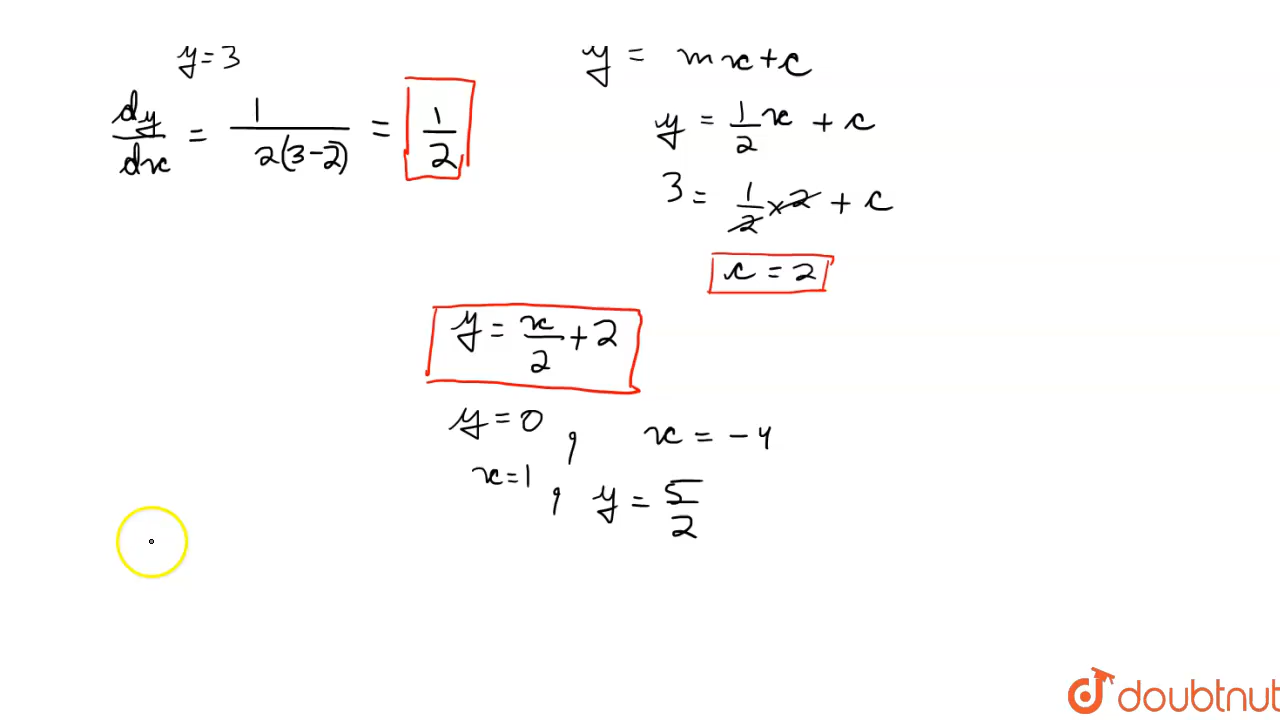 y = 3
dy/dx = 1/2(3-2) = 1/2
y = mx + c
y = 1/2 x + c
3 = 1/2 × 2 + c
c = 2
y = x/2 + 2
y = 0 , x = -4
x = 1 , y = 5/2
doubtnut